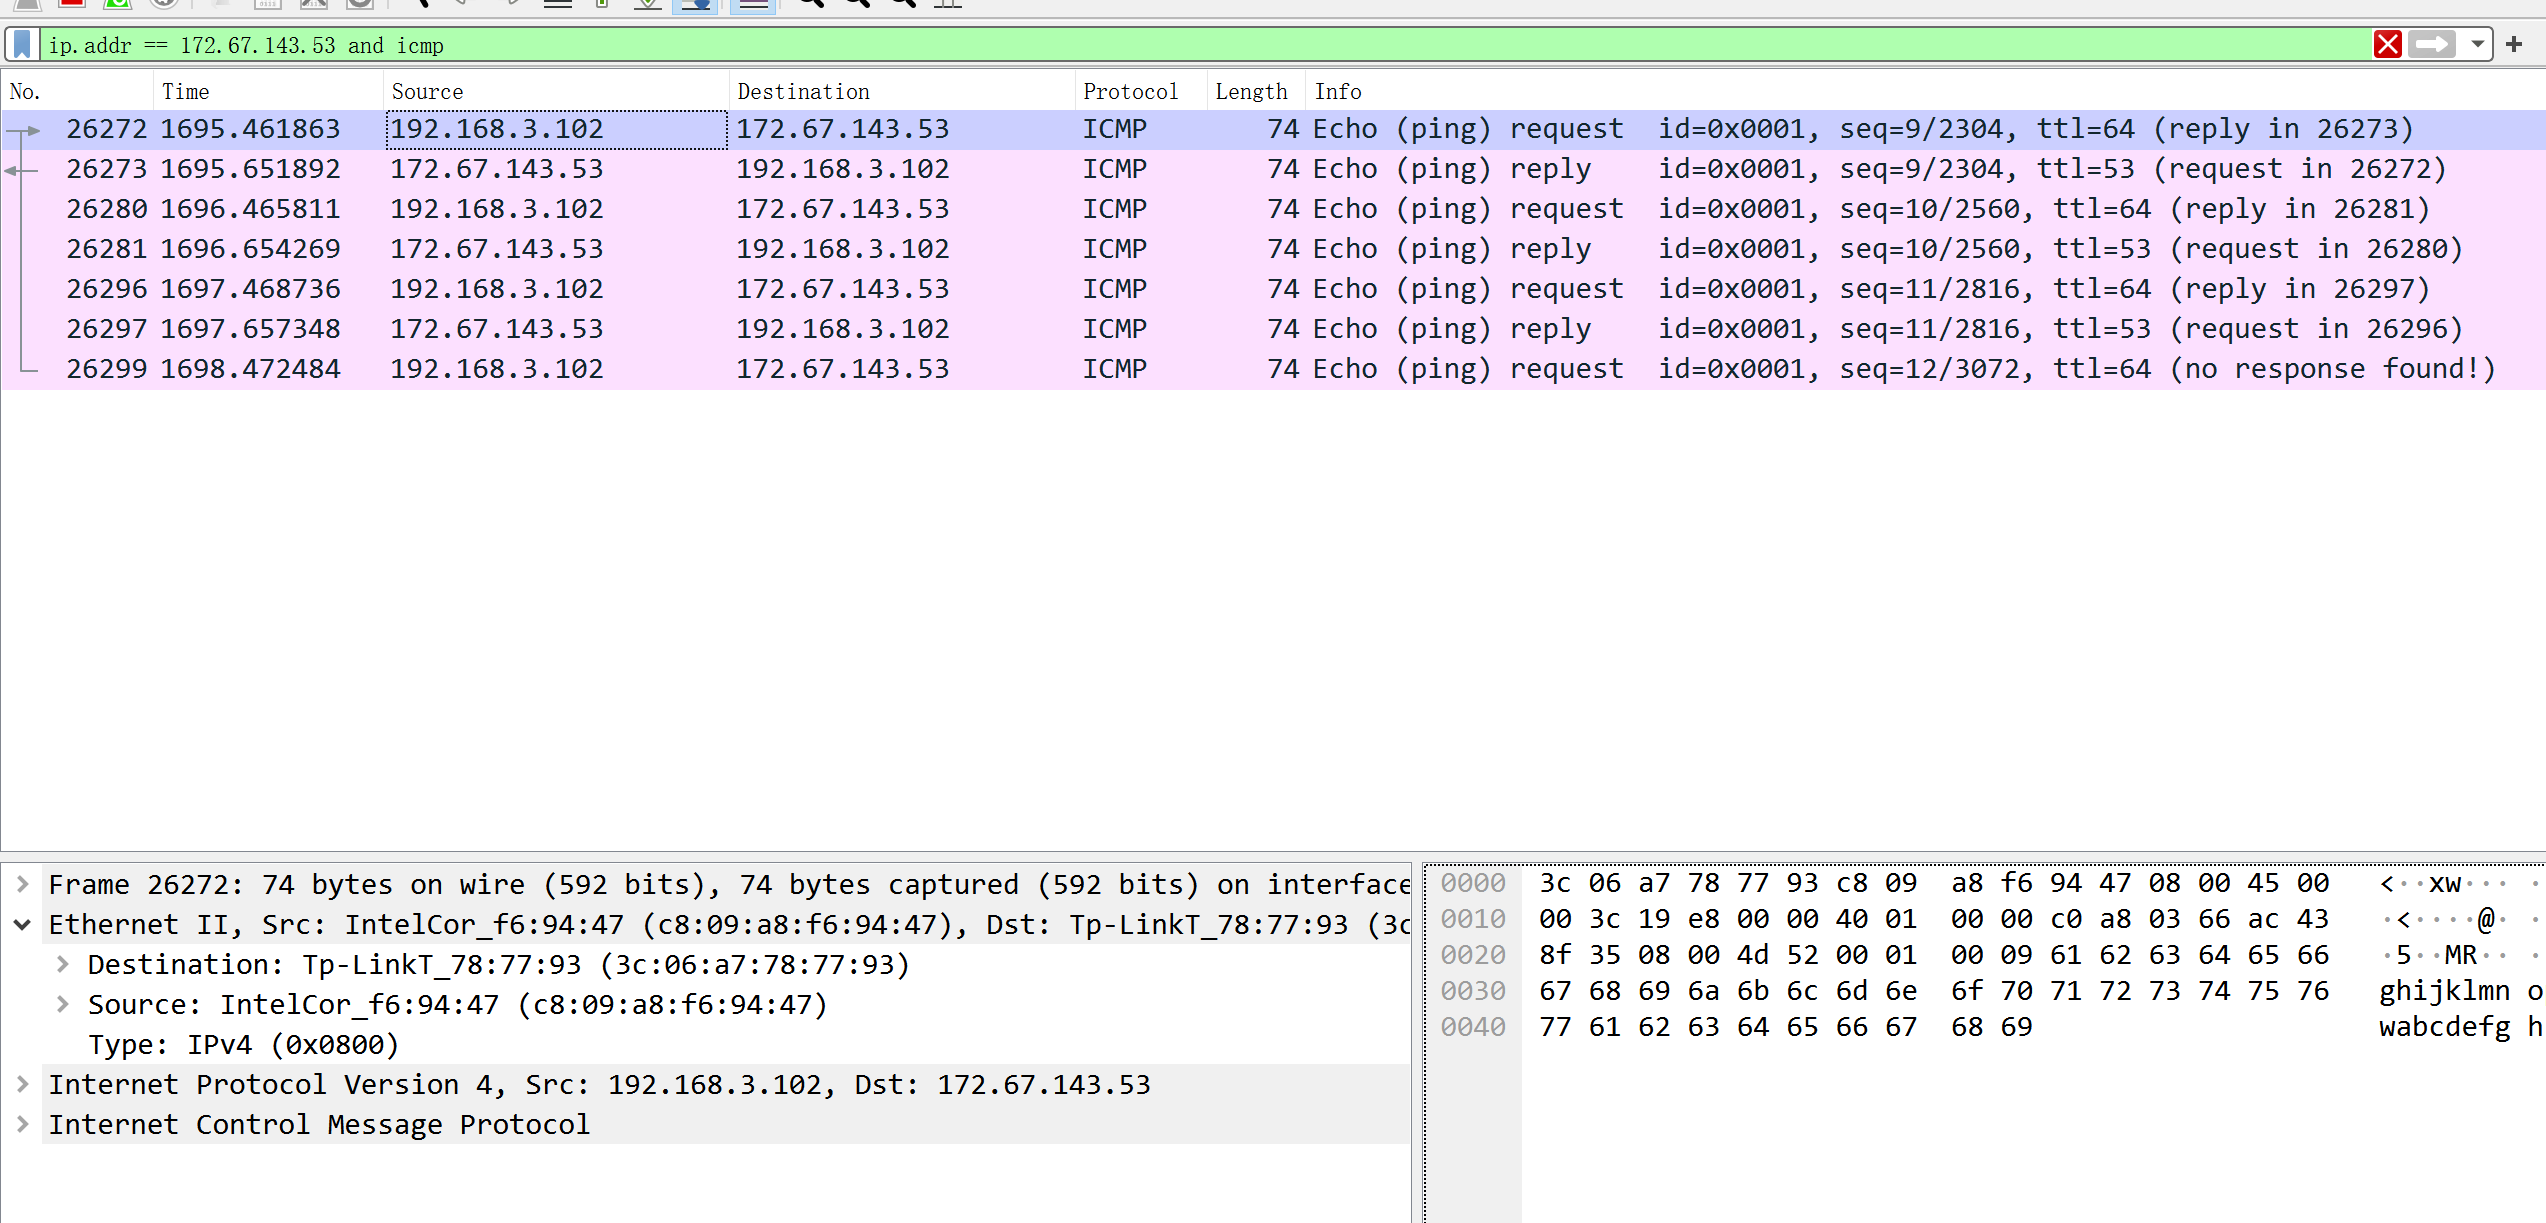 ip.addr == 172.67.143.53 and icmp
No. Time Source Destination Protocol Length Info
26272 1695.461863 192.168.3.102 172.67.143.53 ICMP 74 Echo (ping) request id=0x0001, seq=9/2304, ttl=64 (reply in 26273)
26273 1695.651892 172.67.143.53 192.168.3.102 ICMP 74 Echo (ping) reply id=0x0001, seq=9/2304, ttl=53 (request in 26272)
26280 1696.465811 192.168.3.102 172.67.143.53 ICMP 74 Echo (ping) request id=0x0001, seq=10/2560, ttl=64 (reply in 26281)
26281 1696.654269 172.67.143.53 192.168.3.102 ICMP 74 Echo (ping) reply id=0x0001, seq=10/2560, ttl=53 (request in 26280)
26296 1697.468736 192.168.3.102 172.67.143.53 ICMP 74 Echo (ping) request id=0x0001, seq=11/2816, ttl=64 (reply in 26297)
26297 1697.657348 172.67.143.53 192.168.3.102 ICMP 74 Echo (ping) reply id=0x0001, seq=11/2816, ttl=53 (request in 26296)
26299 1698.472484 192.168.3.102 172.67.143.53 ICMP 74 Echo (ping) request id=0x0001, seq=12/3072, ttl=64 (no response found!)
Frame 26272: 74 bytes on wire (592 bits), 74 bytes captured (592 bits) on interface
Ethernet II, Src: IntelCor_f6:94:47 (c8:09:a8:f6:94:47), Dst: Tp-LinkT_78:77:93 (3c
Destination: Tp-LinkT_78:77:93 (3c:06:a7:78:77:93)
Source: IntelCor_f6:94:47 (c8:09:a8:f6:94:47)
Type: IPv4 (0x0800)
Internet Protocol Version 4, Src: 192.168.3.102, Dst: 172.67.143.53
Internet Control Message Protocol
0000 3c 06 a7 78 77 93 c8 09 a8 f6 94 47 08 00 45 00 <··xw··· ·
0010 00 3c 19 e8 00 00 40 01 00 00 c0 a8 03 66 ac 43 ·<····@· ·
0020 8f 35 08 00 4d 52 00 01 00 09 61 62 63 64 65 66 ·5··MR·· ·
0030 67 68 69 6a 6b 6c 6d 6e 6f 70 71 72 73 74 75 76 ghijklmn o
0040 77 61 62 63 64 65 66 67 68 69 wabcdefg h